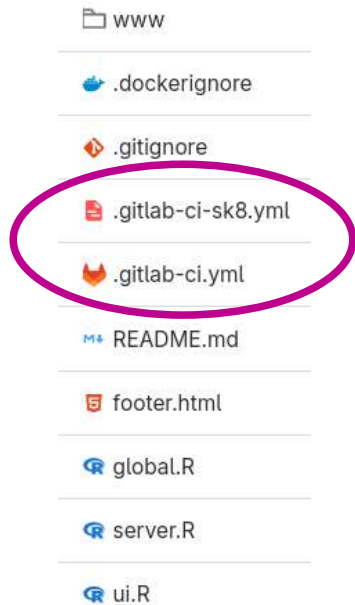 www
.dockerignore
.gitignore
.gitlab-ci-sk8.yml
.gitlab-ci.yml
M↓ README.md
footer.html
global.R
server.R
ui.R